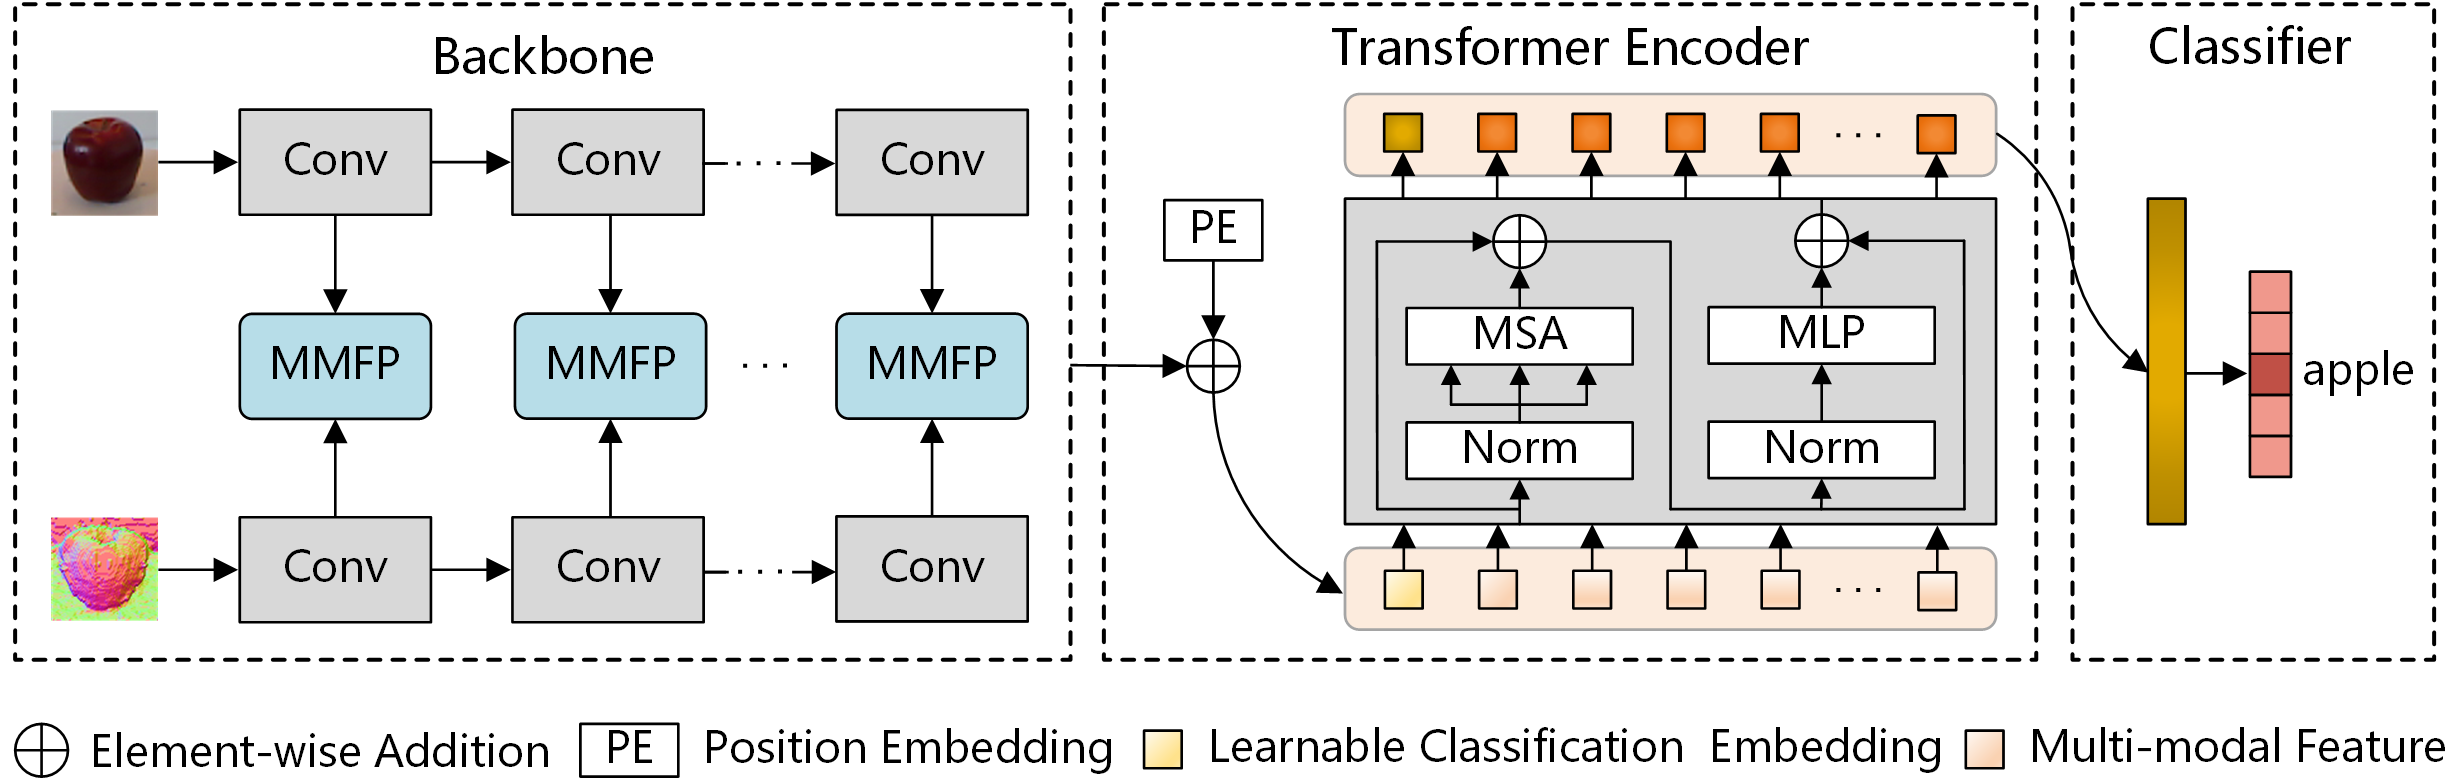 Backbone
Transformer Encoder
Classifier
Conv
Conv
· · · ·
Conv
PE
MMFP
MMFP
· · ·
MMFP
MSA
MLP
apple
Norm
Norm
Conv
Conv
· · · ·
Conv
· · ·
· · ·
Element-wise Addition
PE
Position Embedding
Learnable Classification Embedding
Multi-modal Feature